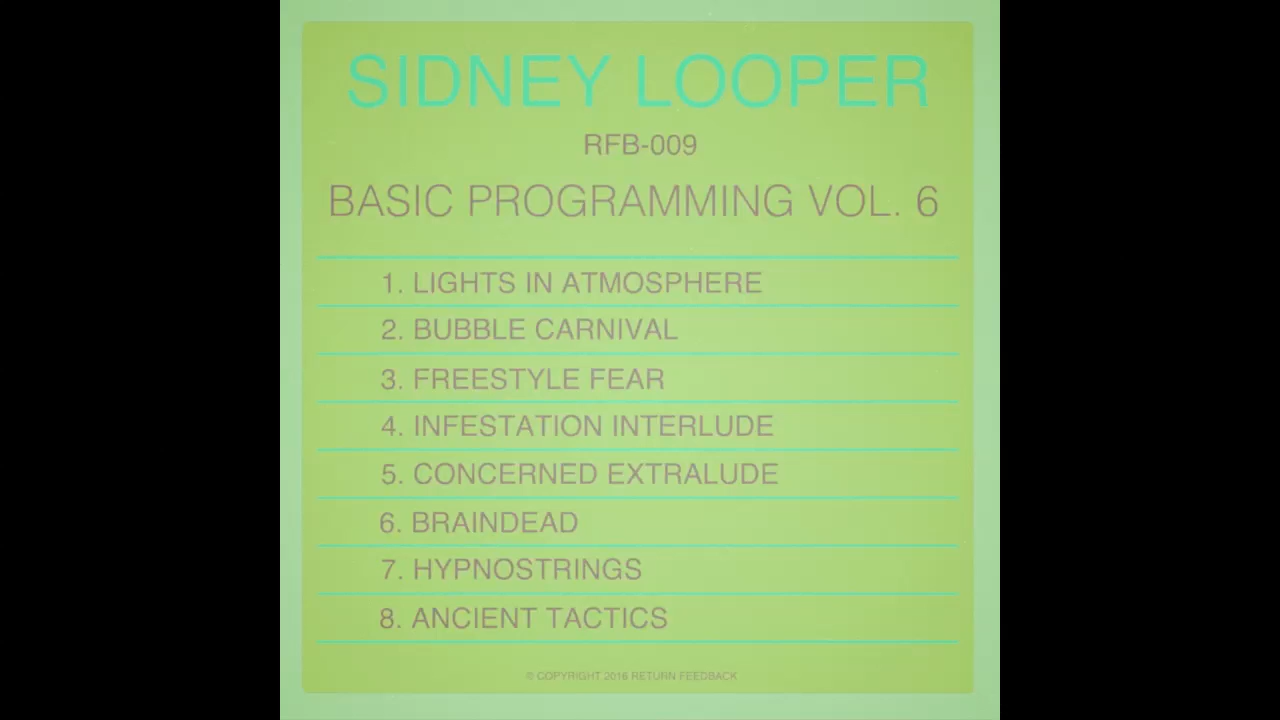 SIDNEY LOOPER
RFB-009
BASIC PROGRAMMING VOL. 6
1. LIGHTS IN ATMOSPHERE
2. BUBBLE CARNIVAL
3. FREESTYLE FEAR
4. INFESTATION INTERLUDE
5. CONCERNED EXTRALUDE
6. BRAINDEAD
7. HYPNOSTRINGS
8. ANCIENT TACTICS
© COPYRIGHT 2016 RETURN FEEDBACK